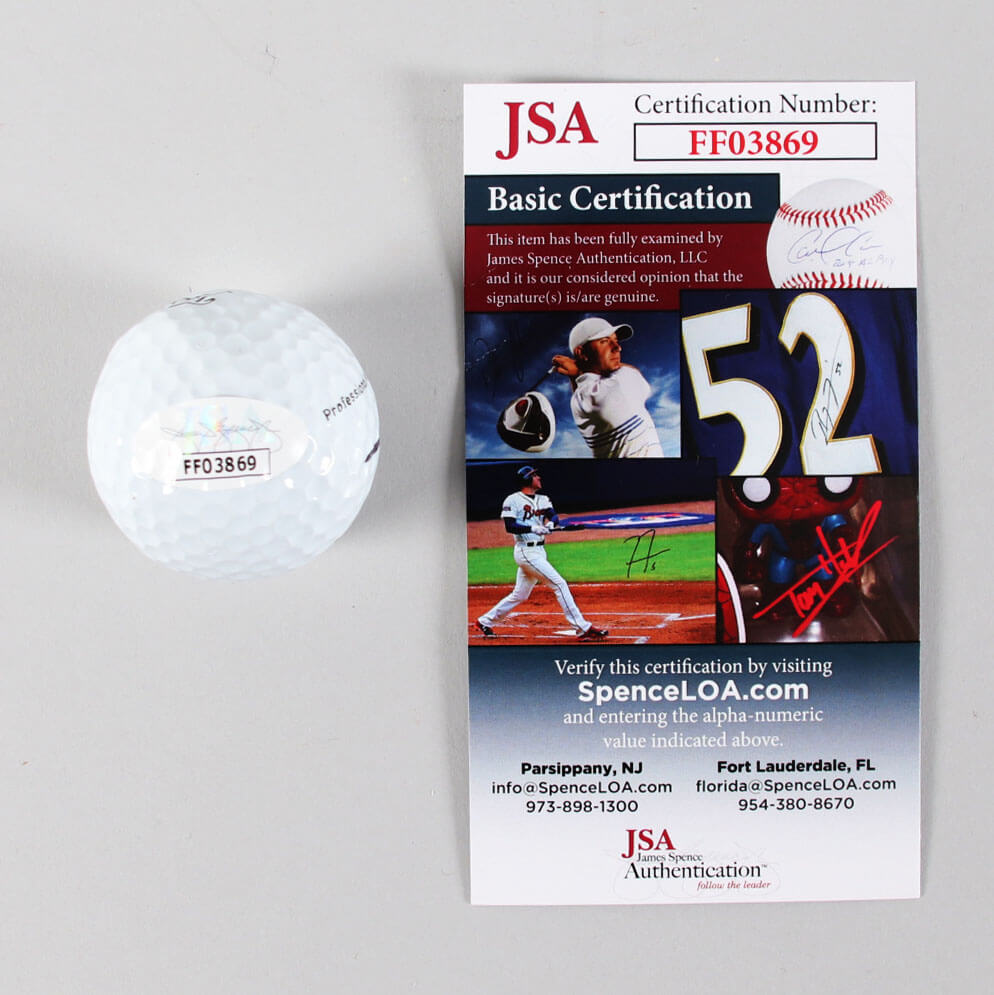 JSA
Certification Number:
FF03869
Basic Certification
This item has been fully examined by
James Spence Authentication, LLC
and it is our considered opinion that the
signature(s) is/are genuine.
52
52
Professional
FF03869
Verify this certification by visiting
SpenceLOA.com
and entering the alpha-numeric
value indicated above.
Parsippany, NJ
info@SpenceLOA.com
973-898-1300
Fort Lauderdale, FL
florida@SpenceLOA.com
954-380-8670
JSA
James Spence
Authentication™
follow the leader